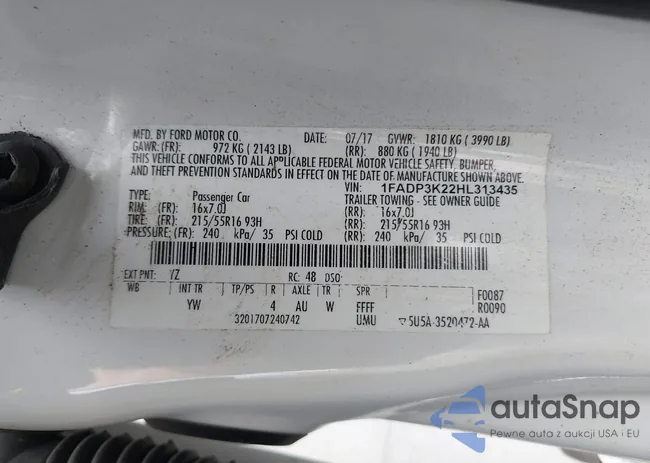 MFD. BY FORD MOTOR CO. DATE: 07/17 GVWR: 1810 KG ( 3990 LB)
GAWR: (FR): 972 KG ( 2143 LB) (RR): 880 KG ( 1940 LB)
THIS VEHICLE CONFORMS TO ALL APPLICABLE FEDERAL MOTOR VEHICLE SAFETY, BUMPER,
AND THEFT PREVENTION STANDARDS IN EFFECT ON THE DATE OF MANUFACTURE SHOWN ABOVE.
VIN: 1FADP3K22HL313435
TYPE: Passenger Car TRAILER TOWING - SEE OWNER GUIDE
RIM: (FR): 16x7.0J (RR): 16x7.0J
TIRE: (FR): 215/55R16 93H (RR): 215/55R16 93H
PRESSURE: (FR): 240 kPa/ 35 PSI COLD (RR): 240 kPa/ 35 PSI COLD
EXT PNT: YZ RC: 48 DSO:
WB INT TR TP/PS R AXLE TR SPR F0087
YW 4 AU W FFFF R0090
3201707240742 UMU ▽5U5A-3520472-AA
autaSnap
Pewne auto z aukcji USA i EU